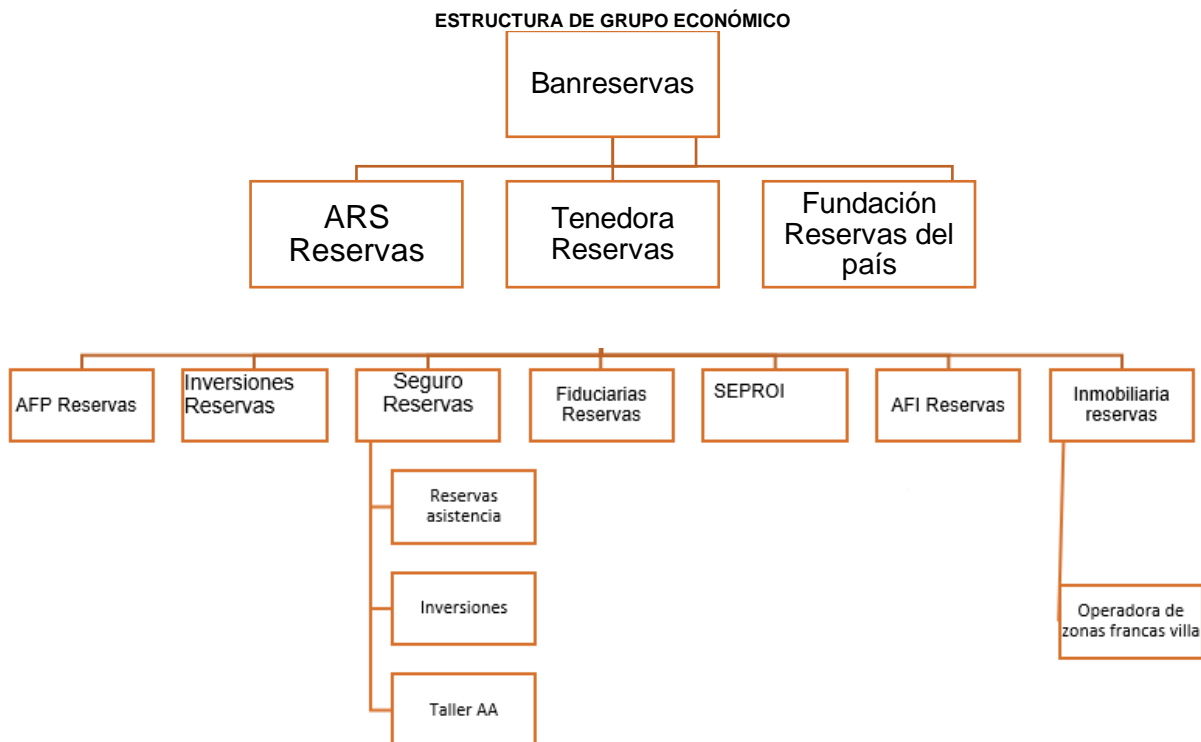 ESTRUCTURA DE GRUPO ECONÓMICO
Banreservas
ARS
Reservas
Tenedora
Reservas
Fundación
Reservas del
país
AFP Reservas
Inversiones
Reservas
Seguro
Reservas
Fiduciarias
Reservas
SEPROI
AFI Reservas
Inmobiliaria
reservas
Reservas
asistencia
Inversiones
Taller AA
Operadora de
zonas francas villa